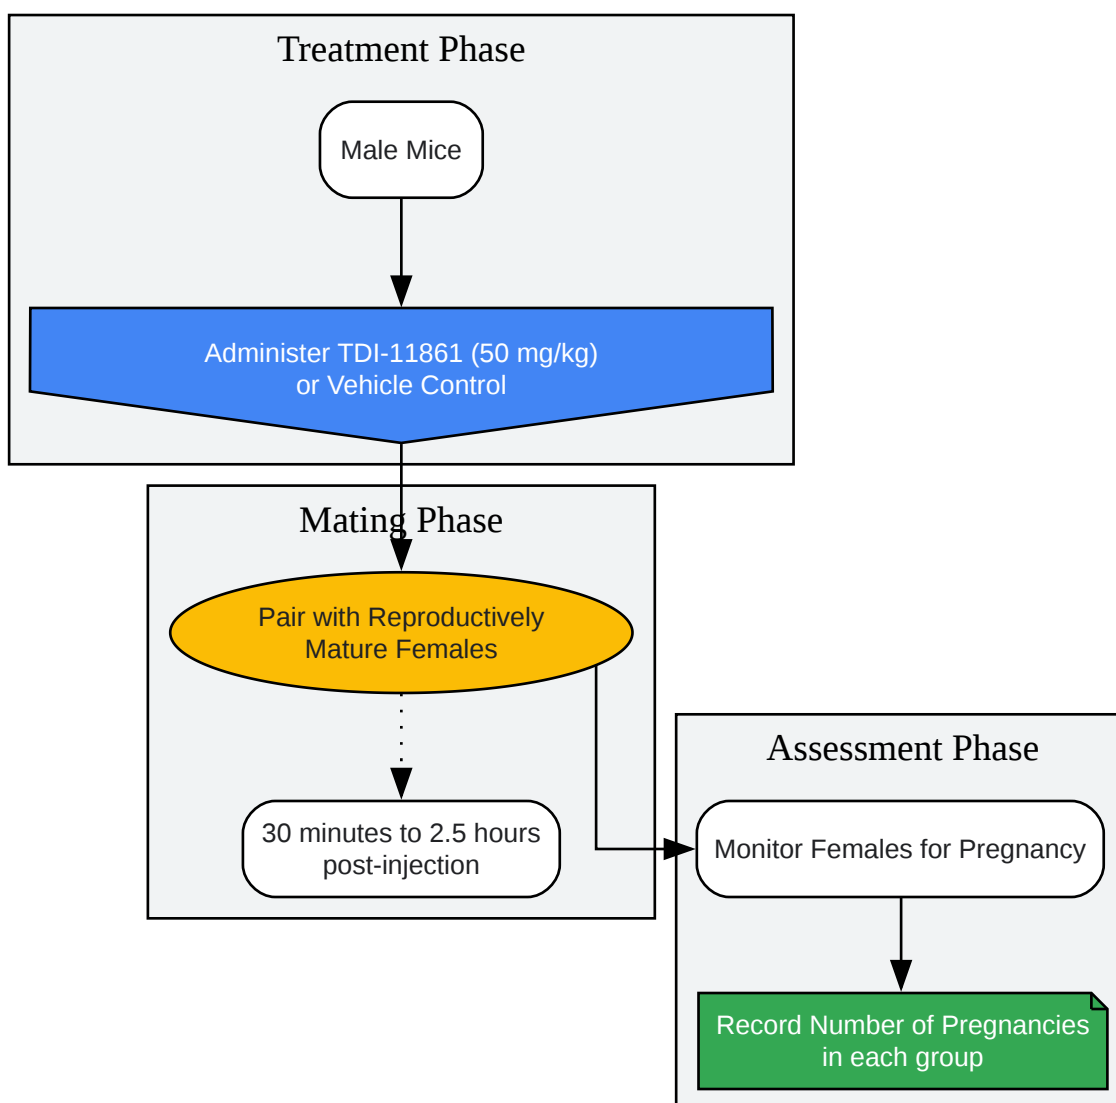 Treatment Phase
Male Mice
Administer TDI-11861 (50 mg/kg)
or Vehicle Control
Mating Phase
Pair with Reproductively
Mature Females
30 minutes to 2.5 hours
post-injection
Assessment Phase
Monitor Females for Pregnancy
Record Number of Pregnancies
in each group